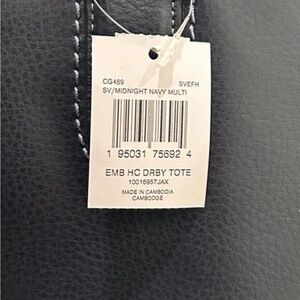 CG469 SVEFH
SV/MIDNIGHT NAVY MULTI
1 95031 75692 4
EMB HC DRBY TOTE
10016957JAX
MADE IN CAMBODIA
CAMBODGE